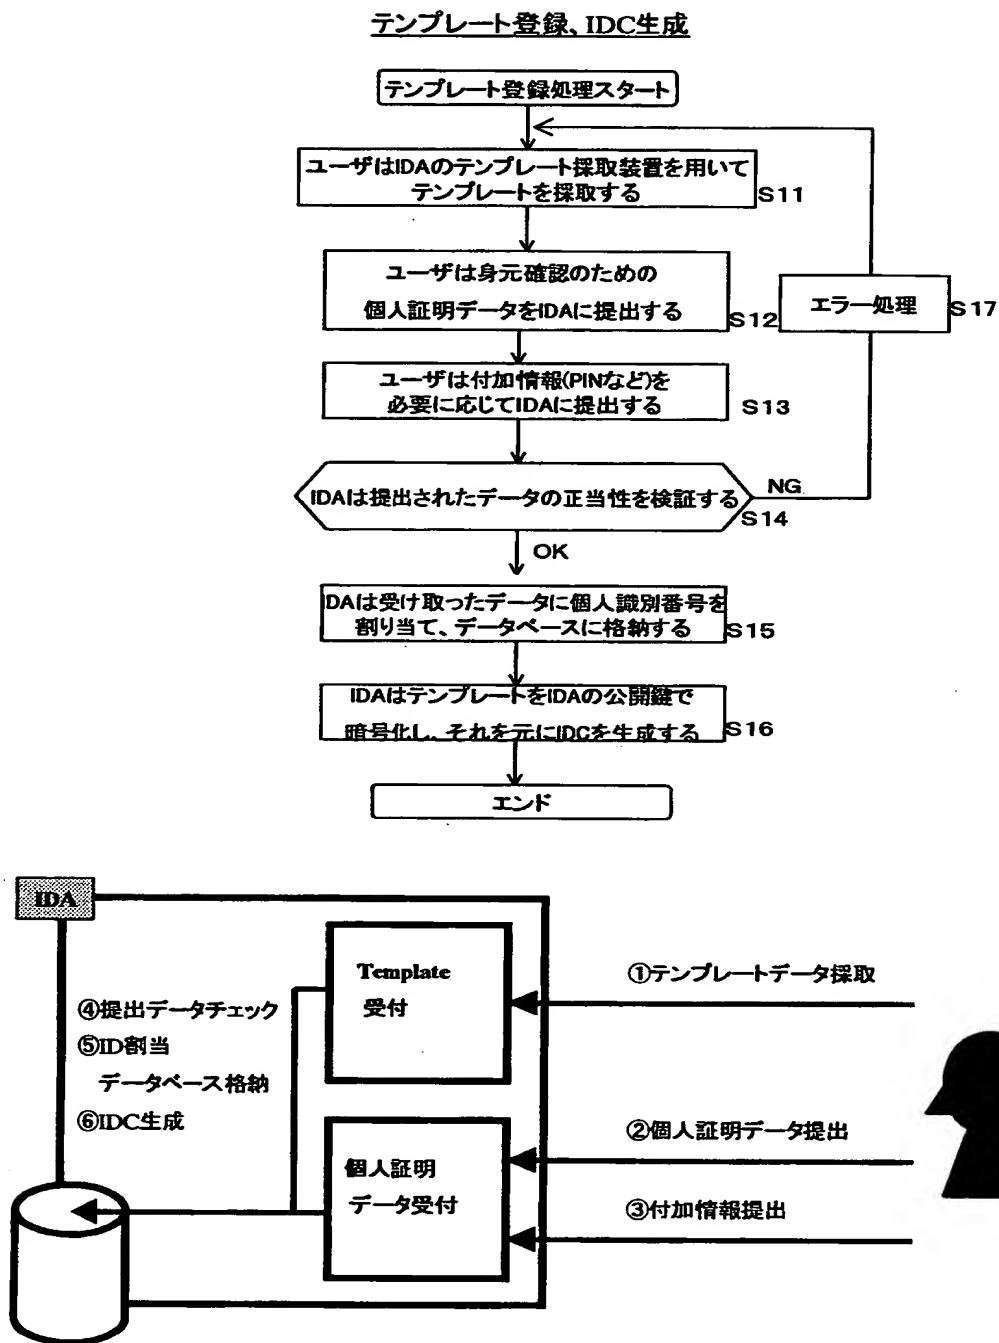 テンプレート登録、IDC生成
テンプレート登録処理スタート
ユーザはIDAのテンプレート採取装置を用いて
テンプレートを採取する
S11
ユーザは身元確認のための
個人証明データをIDAに提出する
S12
エラー処理
S17
ユーザは付加情報(PINなど)を
必要に応じてIDAに提出する
S13
IDAは提出されたデータの正当性を検証する
NG
S14
OK
IDAは受け取ったデータに個人識別番号を
割り当て、データベースに格納する
S15
IDAはテンプレートをIDAの公開鍵で
暗号化し、それを元にIDCを生成する
S16
エンド
IDA
Template
受付
①テンプレートデータ採取
④提出データチェック
⑤ID割当
データベース格納
⑥IDC生成
個人証明
データ受付
②個人証明データ提出
③付加情報提出